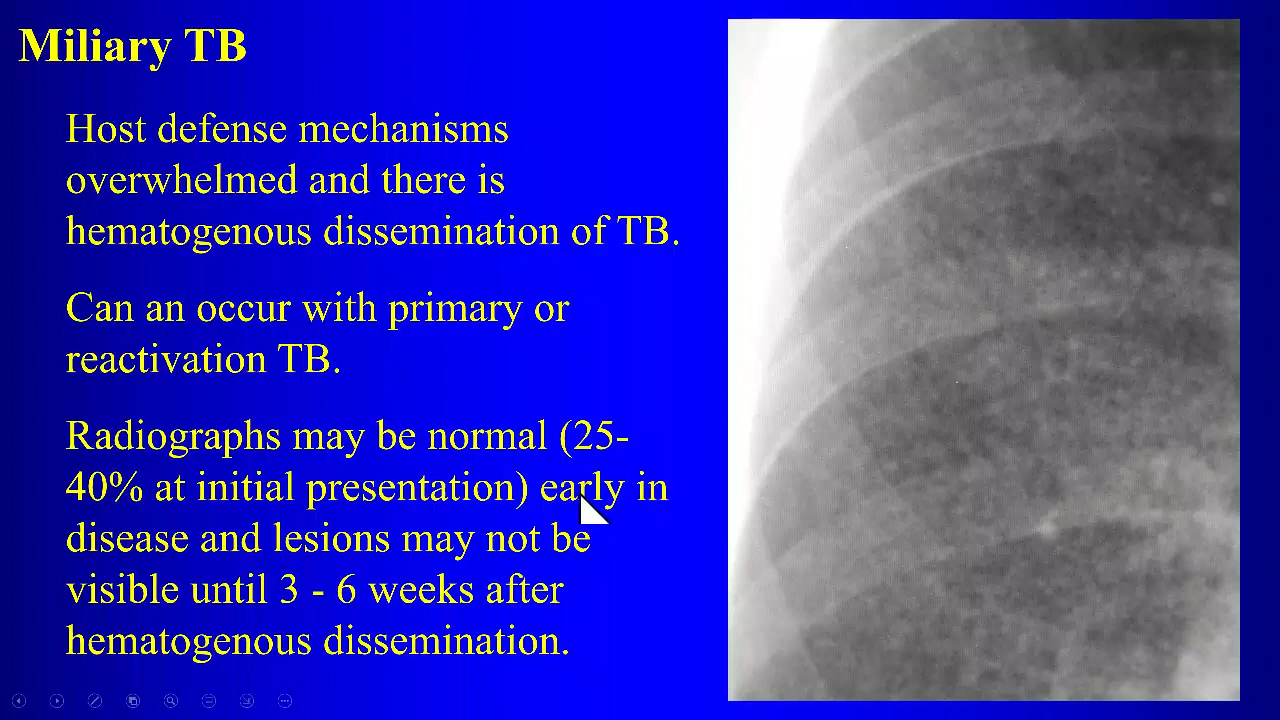 Miliary TB
Host defense mechanisms
overwhelmed and there is
hematogenous dissemination of TB.
Can an occur with primary or
reactivation TB.
Radiographs may be normal (25-
40% at initial presentation) early in
disease and lesions may not be
visible until 3 - 6 weeks after
hematogenous dissemination.